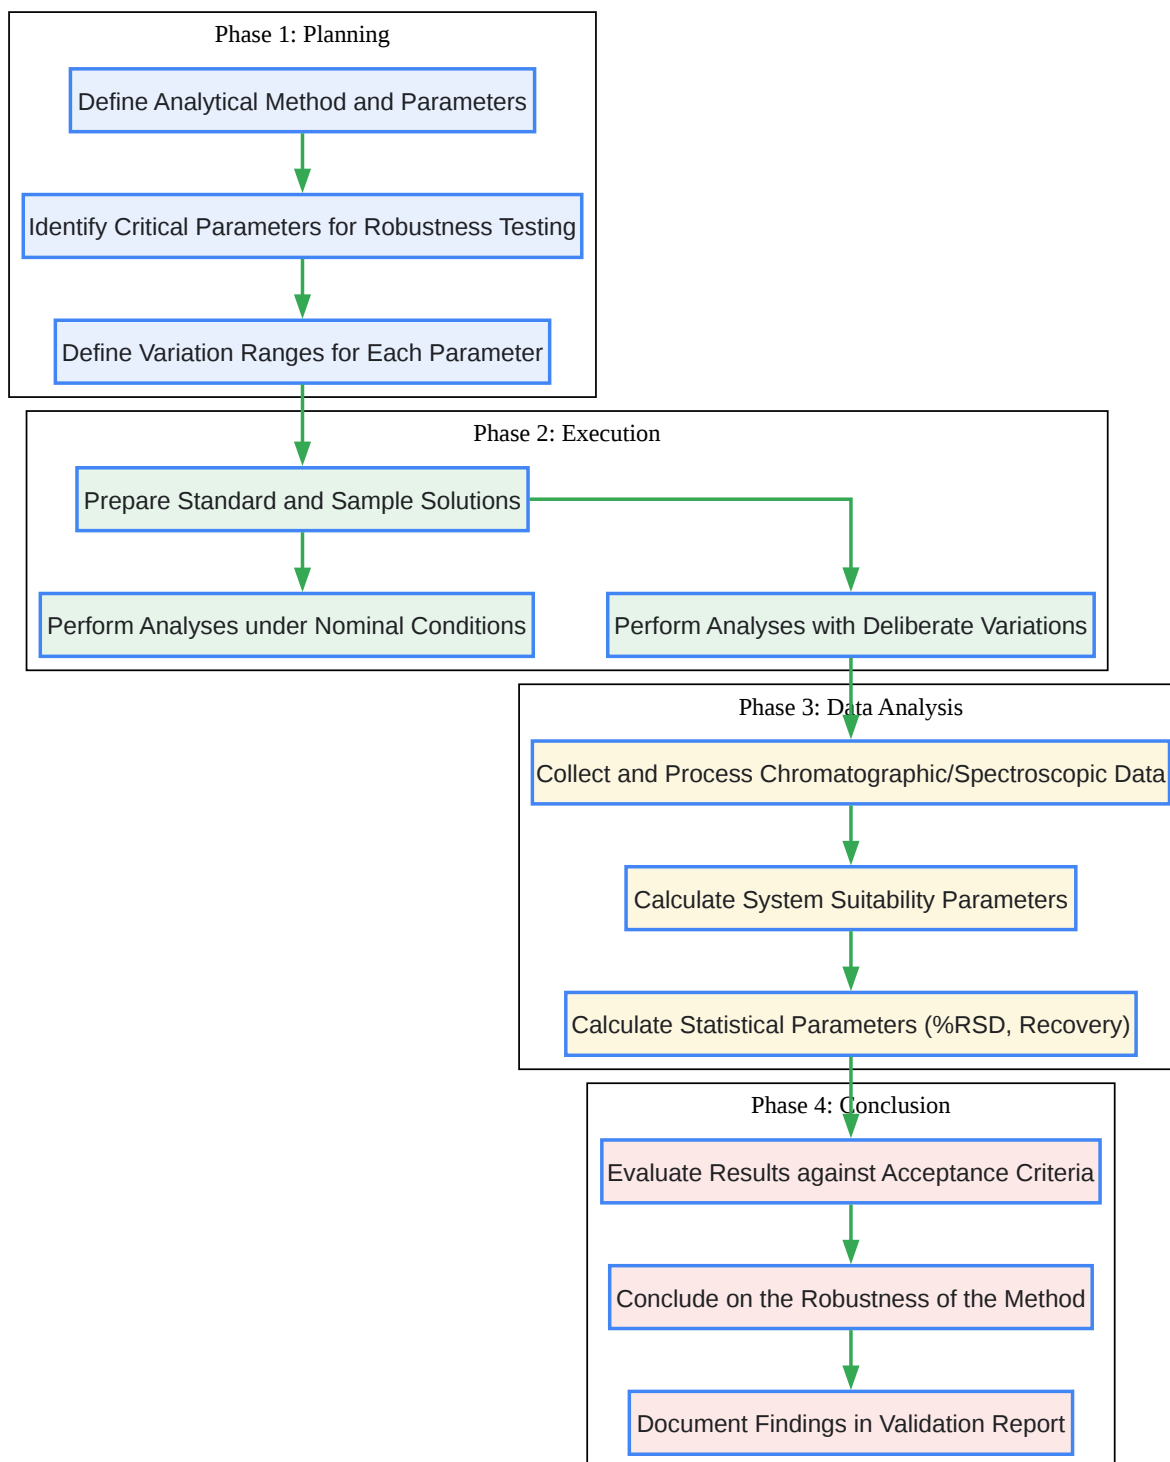 Phase 1: Planning
Define Analytical Method and Parameters
Identify Critical Parameters for Robustness Testing
Define Variation Ranges for Each Parameter
Phase 2: Execution
Prepare Standard and Sample Solutions
Perform Analyses under Nominal Conditions
Perform Analyses with Deliberate Variations
Phase 3: Data Analysis
Collect and Process Chromatographic/Spectroscopic Data
Calculate System Suitability Parameters
Calculate Statistical Parameters (%RSD, Recovery)
Phase 4: Conclusion
Evaluate Results against Acceptance Criteria
Conclude on the Robustness of the Method
Document Findings in Validation Report